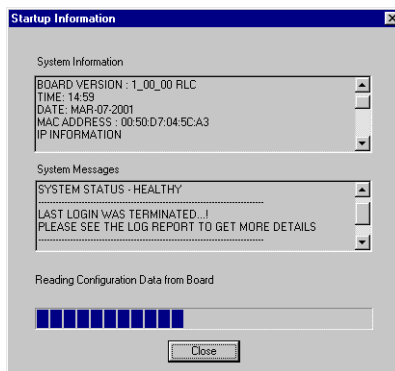 Startup Information
System Information
BOARD VERSION : 1_00_00 RLC
TIME: 14:59
DATE: MAR-07-2001
MAC ADDRESS : 00:50:D7:04:5C:A3
IP INFORMATION
System Messages
SYSTEM STATUS - HEALTHY
------------------------------------------------------------
LAST LOGIN WAS TERMINATED...!
PLEASE SEE THE LOG REPORT TO GET MORE DETAILS
------------------------------------------------------------
Reading Configuration Data from Board
Close